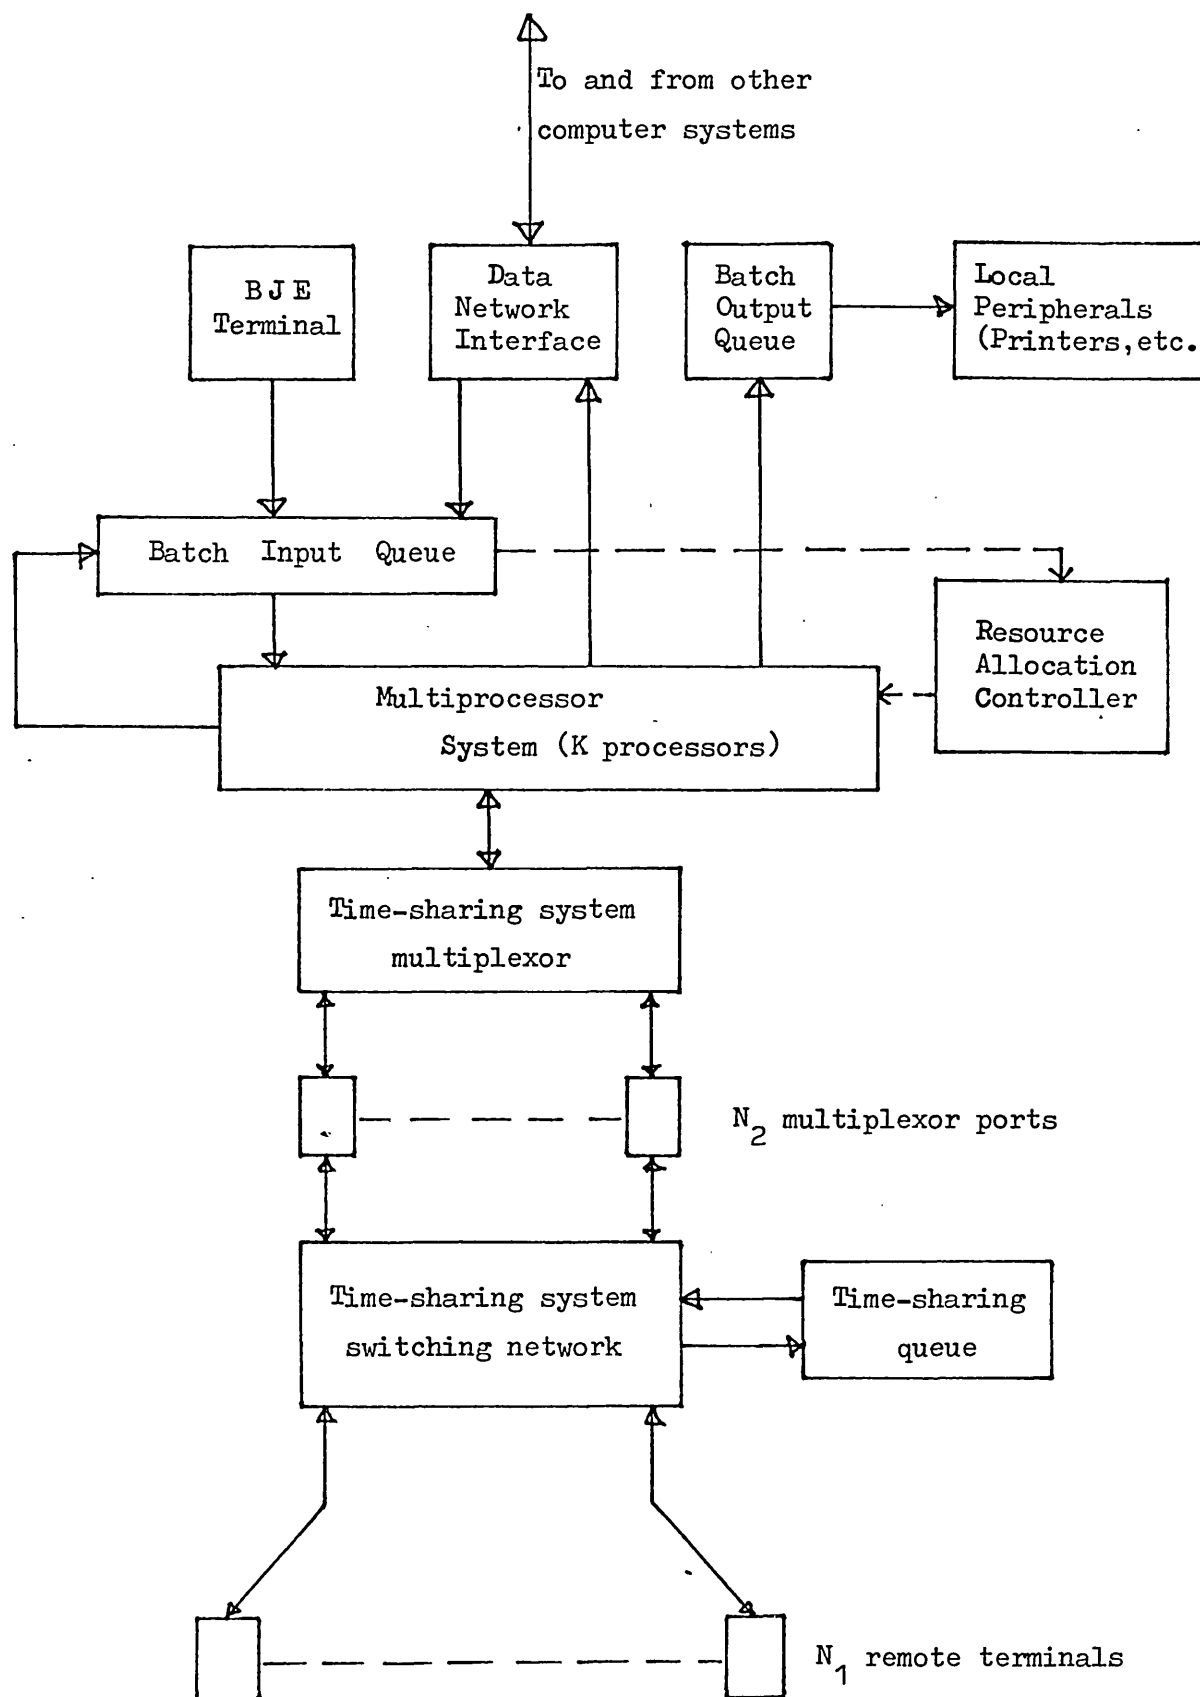 To and from other
computer systems
BJE
Terminal
Data
Network
Interface
Batch
Output
Queue
Local
Peripherals
(Printers,etc.
Batch Input Queue
Resource
Allocation
Controller
Multiprocessor
System (K processors)
Time-sharing system
multiplexor
N2 multiplexor ports
Time-sharing system
switching network
Time-sharing
queue
N1 remote terminals